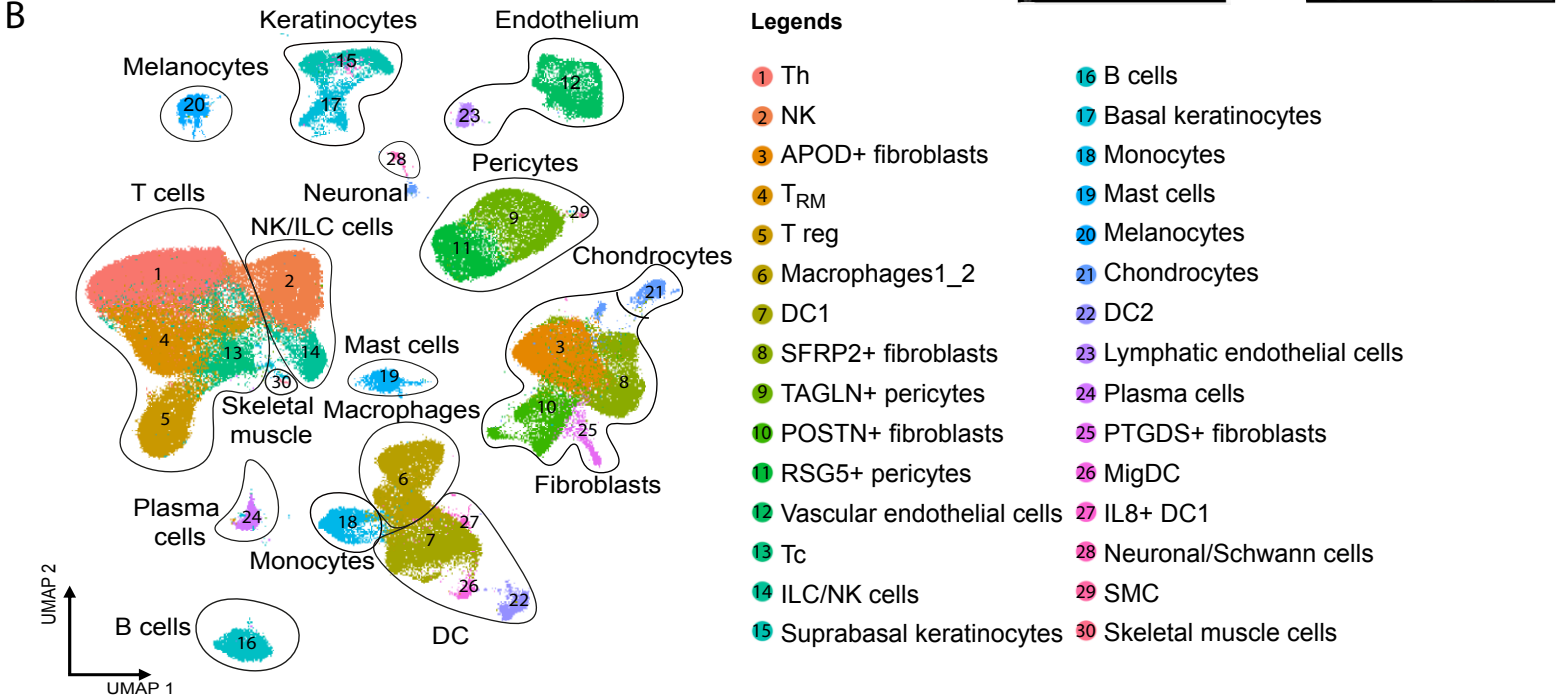 B
Keratinocytes
Endothelium
Melanocytes
15
12
20
17
23
28
Pericytes
T cells
Neuronal
NK/ILC cells
9
29
11
Chondrocytes
1
2
21
4
13
14
Mast cells
3
19
30
8
Skeletal
muscle
Macrophages
10
5
25
6
Fibroblasts
Plasma
cells
24
18
27
7
Monocytes
26
22
B cells
16
DC
UMAP 2
UMAP 1
Legends
1 Th
2 NK
3 APOD+ fibroblasts
4 TRM
5 T reg
6 Macrophages1_2
7 DC1
8 SFRP2+ fibroblasts
9 TAGLN+ pericytes
10 POSTN+ fibroblasts
11 RSG5+ pericytes
12 Vascular endothelial cells
13 Tc
14 ILC/NK cells
15 Suprabasal keratinocytes
16 B cells
17 Basal keratinocytes
18 Monocytes
19 Mast cells
20 Melanocytes
21 Chondrocytes
22 DC2
23 Lymphatic endothelial cells
24 Plasma cells
25 PTGDS+ fibroblasts
26 MigDC
27 IL8+ DC1
28 Neuronal/Schwann cells
29 SMC
30 Skeletal muscle cells